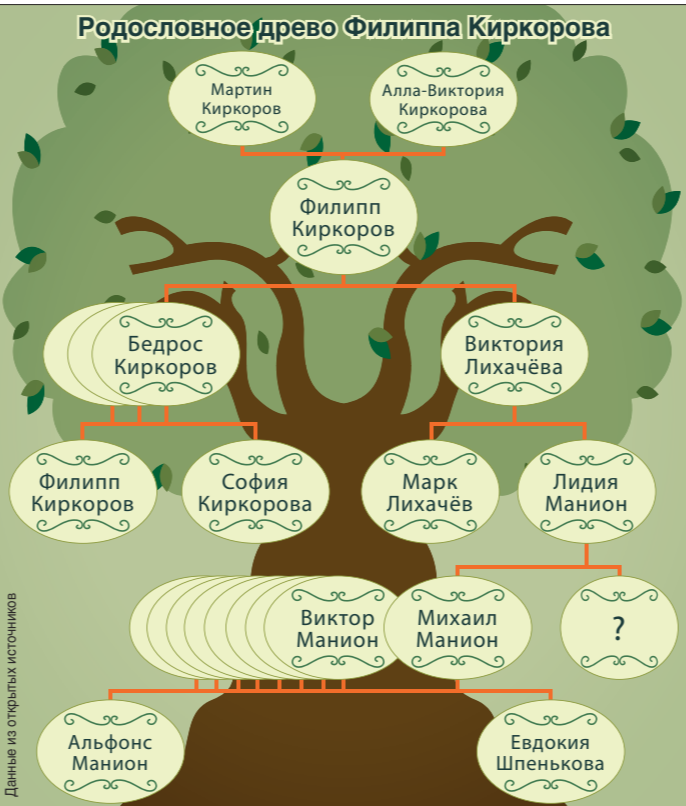 Родословное древо Филиппа Киркорова
Мартин
Киркоров
Алла-Виктория
Киркорова
Филипп
Киркоров
Бедрос
Киркоров
Виктория
Лихачёва
Филипп
Киркоров
София
Киркорова
Марк
Лихачёв
Лидия
Манион
Виктор
Манион
Михаил
Манион
?
Альфонс
Манион
Евдокия
Шпенькова
Данные из открытых источников